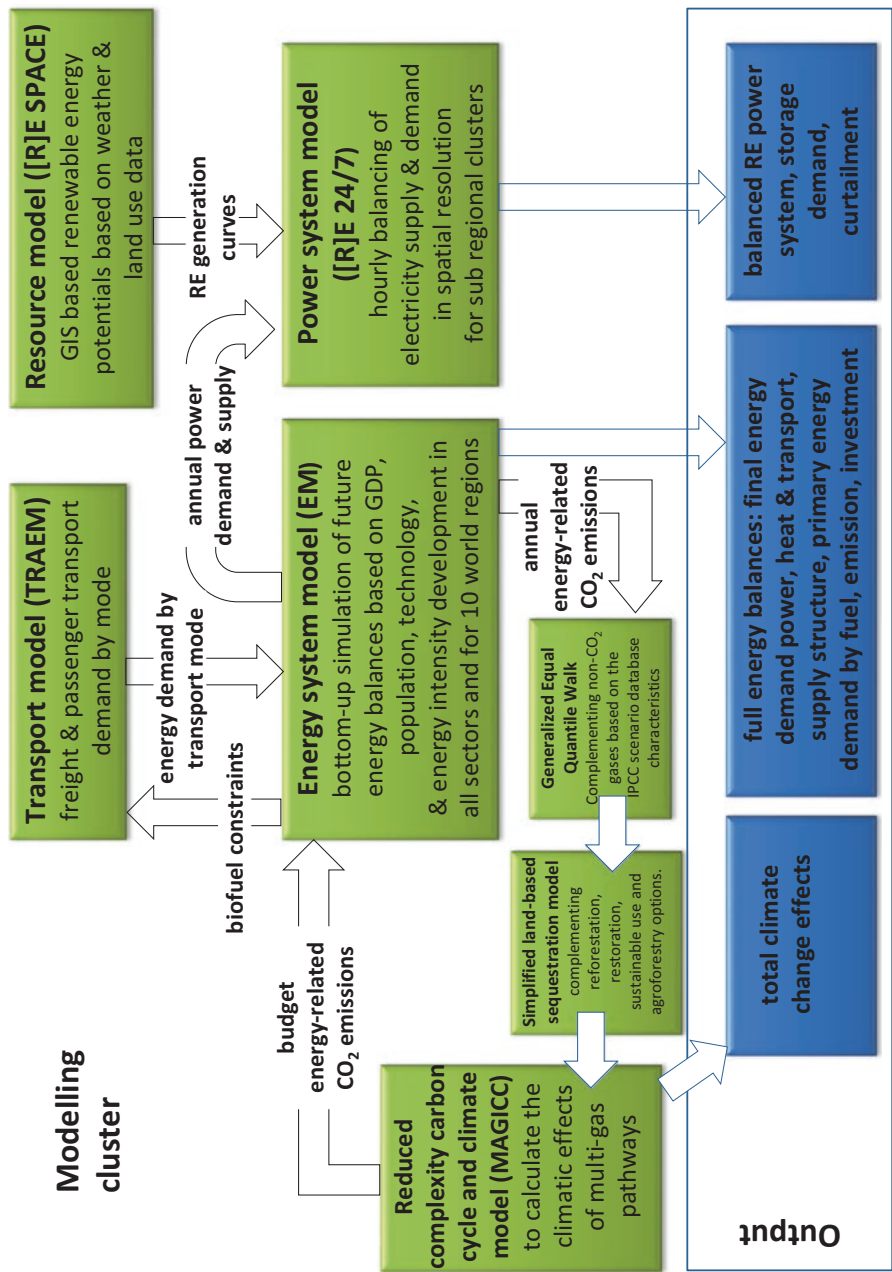 Modelling
cluster
Transport model (TRAEM)
freight & passenger transport
demand by mode
Resource model ([R]E SPACE)
GIS based renewable energy
potentials based on weather &
land use data
biofuel constraints
energy demand by
transport mode
annual power
demand & supply
RE generation
curves
budget
energy-related
CO₂ emissions
Energy system model (EM)
bottom-up simulation of future
energy balances based on GDP,
population, technology,
& energy intensity development in
all sectors and for 10 world regions
Power system model
([R]E 24/7)
hourly balancing of
electricity supply & demand
in spatial resolution
for sub regional clusters
Reduced
complexity carbon
cycle and climate
model (MAGICC)
to calculate the
climatic effects
of multi-gas
pathways
Simplified land-based
sequestration model
complementing
reforestation,
restoration,
sustainable use and
agroforestry options.
Generalized Equal
Quantile Walk
Complementing non-CO₂
gases based on the
IPCC scenario database
characteristics
annual
energy-related
CO₂ emissions
Output
total climate
change effects
full energy balances: final energy
demand power, heat & transport,
supply structure, primary energy
demand by fuel, emission, investment
balanced RE power
system, storage
demand,
curtailment